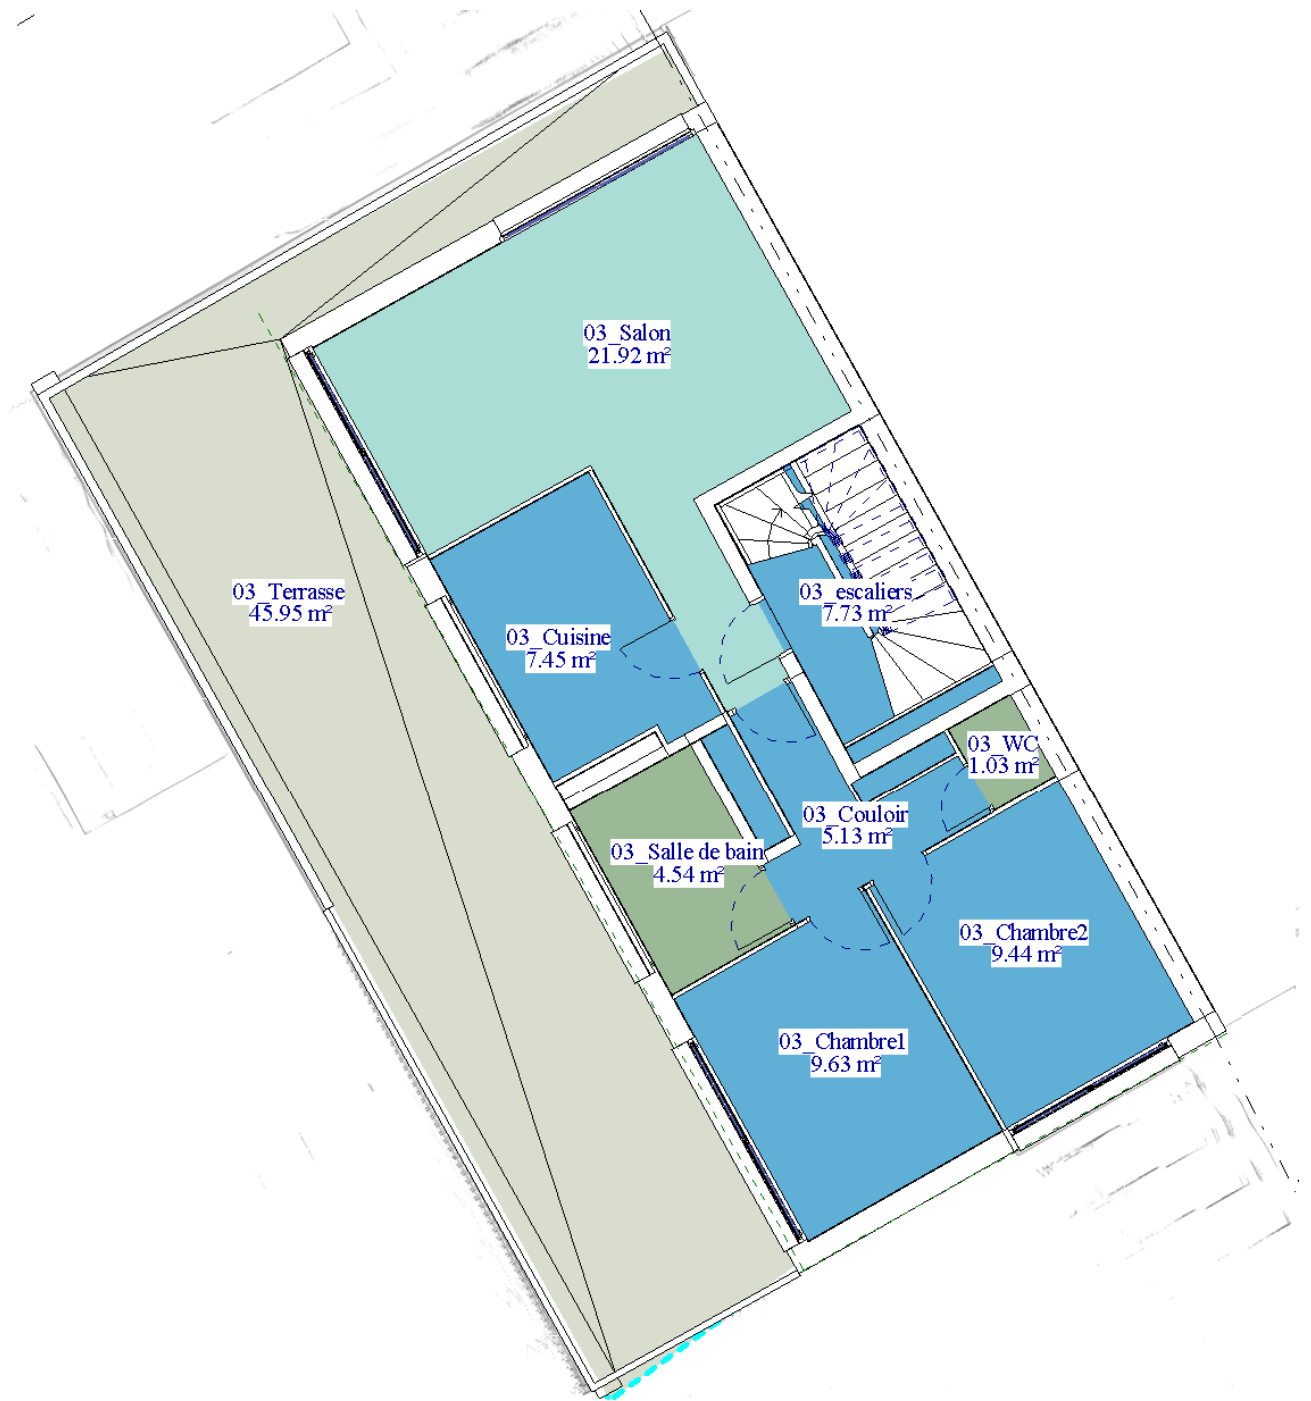 03_Salon
21.92 m²
03_Terrasse
45.95 m²
03_escaliers
7.73 m²
03_Cuisine
7.45 m²
03_WC
1.03 m²
03_Couloir
5.13 m²
03_Salle de bain
4.54 m²
03_Chambre2
9.44 m²
03_Chambre1
9.63 m²